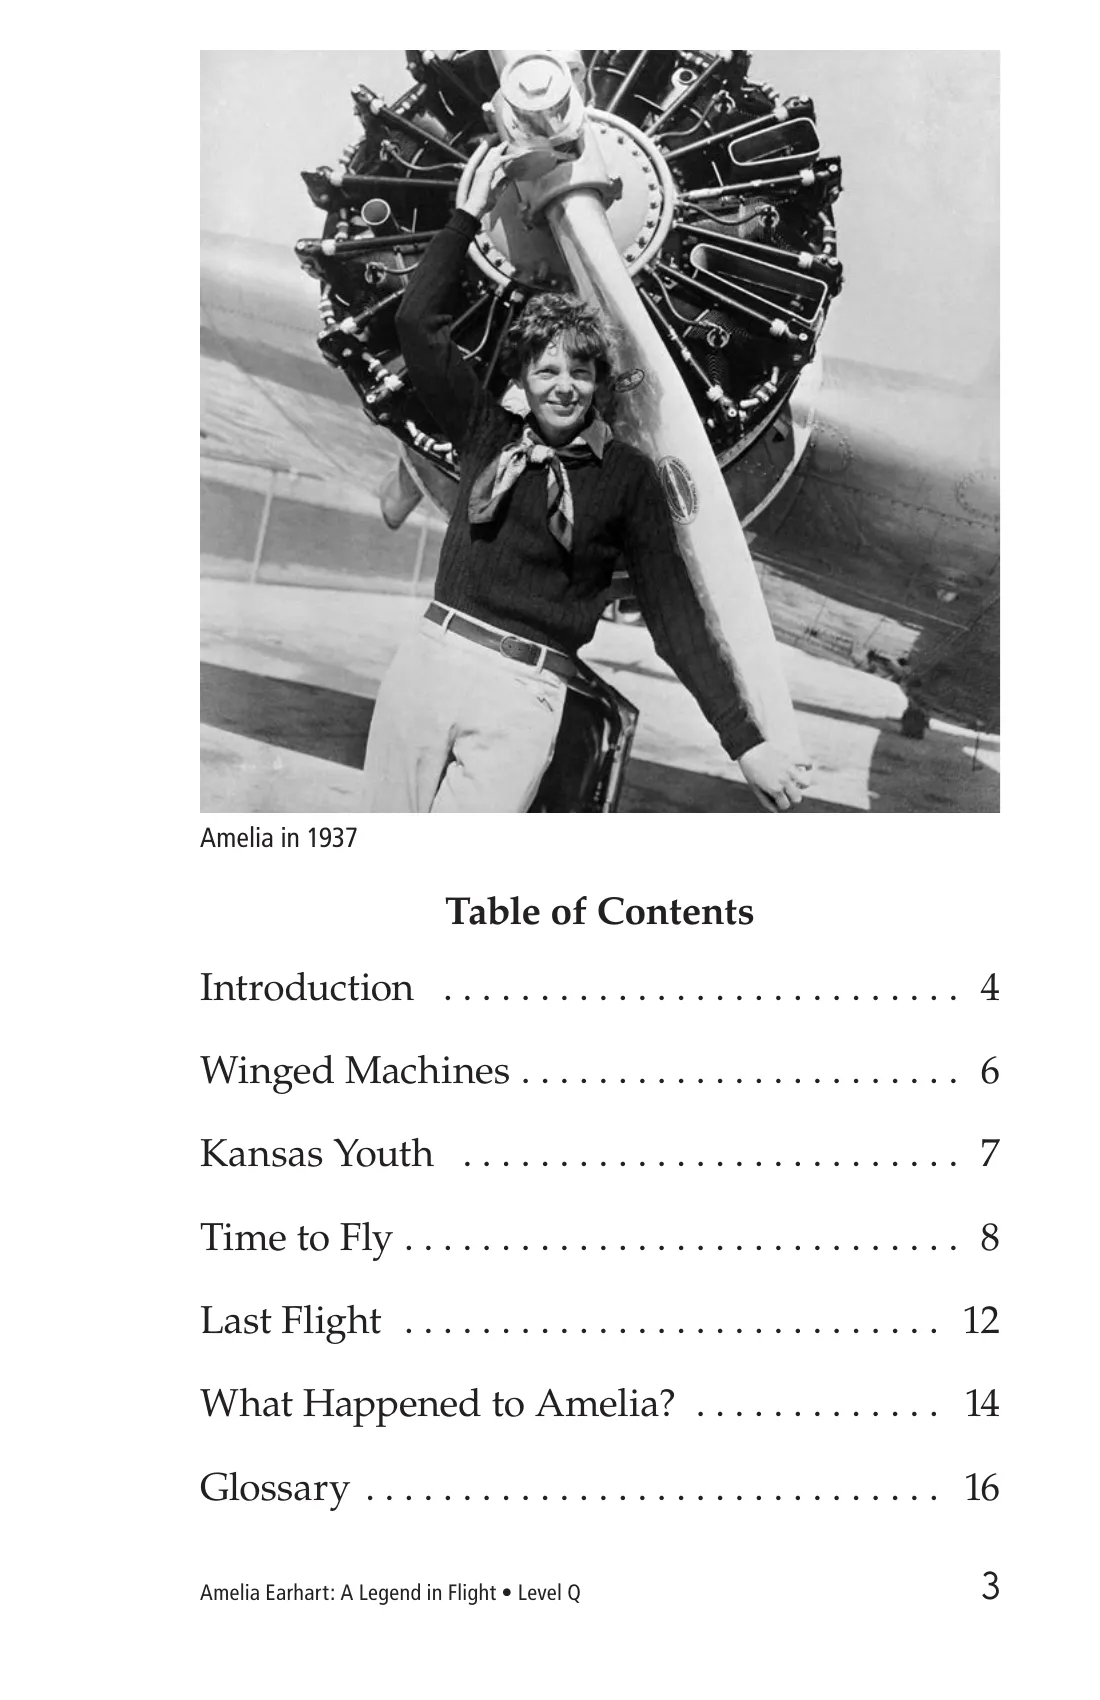 Amelia in 1937
Table of Contents
Introduction . . . . . . . . . . . . . . . . . . . . . . . . . . . 4
Winged Machines . . . . . . . . . . . . . . . . . . . . . . . 6
Kansas Youth . . . . . . . . . . . . . . . . . . . . . . . . . . 7
Time to Fly . . . . . . . . . . . . . . . . . . . . . . . . . . . . . 8
Last Flight . . . . . . . . . . . . . . . . . . . . . . . . . . . . 12
What Happened to Amelia? . . . . . . . . . . . . . 14
Glossary . . . . . . . . . . . . . . . . . . . . . . . . . . . . . . 16
Amelia Earhart: A Legend in Flight • Level Q 3